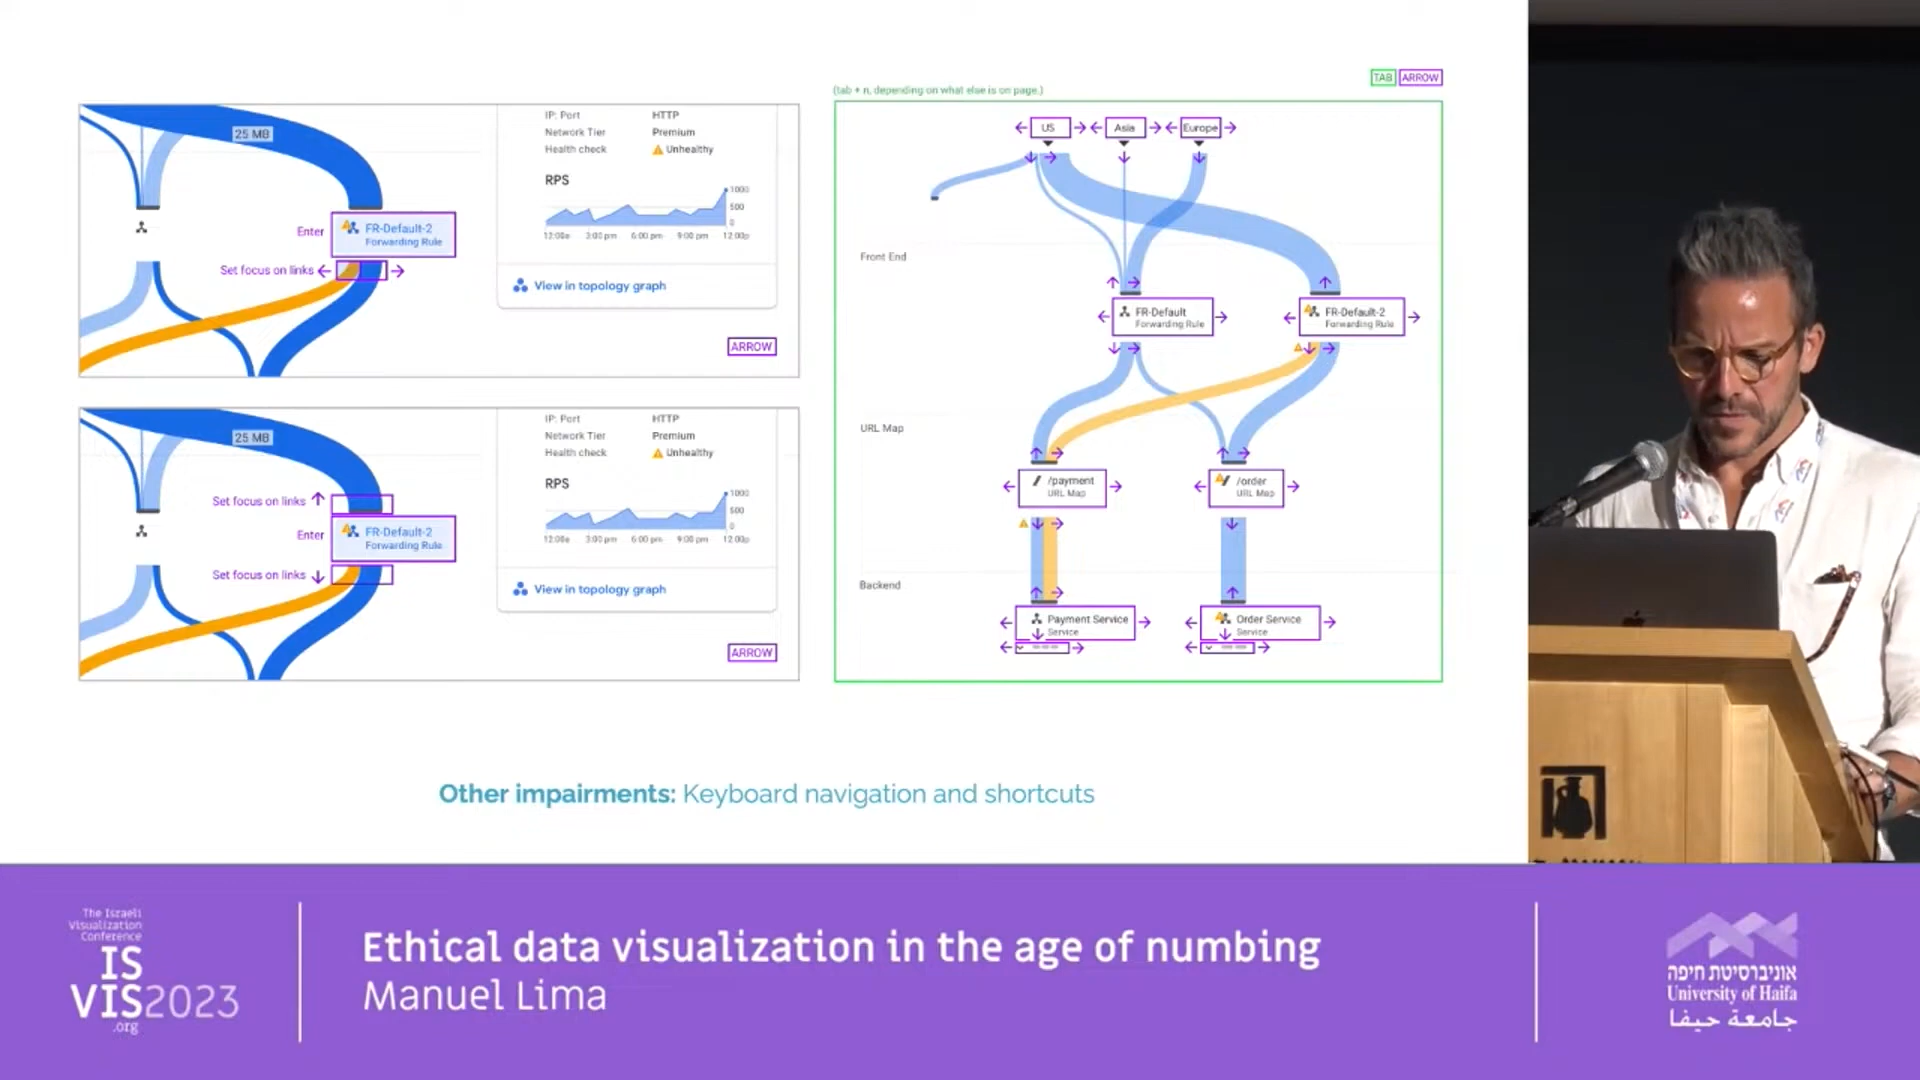 25 MB
IP: Port HTTP
Network Tier Premium
Health check Unhealthy
RPS
1000
500
0
12:00a 3:00 pm 6:00 pm 9:00 pm 12:00p
Enter
FR-Default-2
Forwarding Rule
Set focus on links
View in topology graph
ARROW
25 MB
IP: Port HTTP
Network Tier Premium
Health check Unhealthy
RPS
1000
500
0
12:00a 3:00 pm 6:00 pm 9:00 pm 12:00p
Set focus on links
Enter
FR-Default-2
Forwarding Rule
Set focus on links
View in topology graph
ARROW
TAB ARROW
(tab + n, depending on what else is on page.)
US Asia Europe
Front End
FR-Default
Forwarding Rule
FR-Default-2
Forwarding Rule
URL Map
/payment
URL Map
/order
URL Map
Backend
Payment Service
Service
Order Service
Service
Other impairments: Keyboard navigation and shortcuts
The Israeli
Visualization
Conference
IS
VIS2023
.org
Ethical data visualization in the age of numbing
Manuel Lima
אוניברסיטת חיפה
University of Haifa
جامعة حيفا